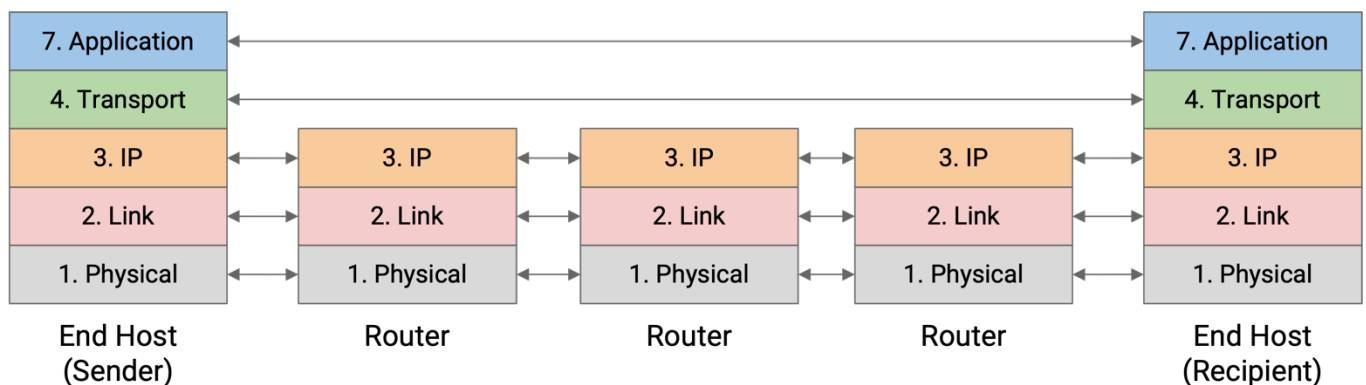 7. Application
7. Application
4. Transport
4. Transport
3. IP
3. IP
3. IP
3. IP
3. IP
2. Link
2. Link
2. Link
2. Link
2. Link
1. Physical
1. Physical
1. Physical
1. Physical
1. Physical
End Host
(Sender)
Router
Router
Router
End Host
(Recipient)